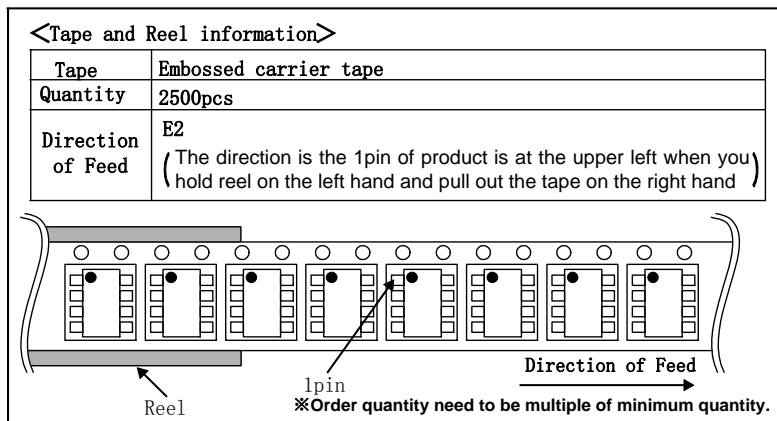 <Tape and Reel information>
Tape Embossed carrier tape
Quantity 2500pcs
Direction of Feed E2
(The direction is the 1pin of product is at the upper left when you
hold reel on the left hand and pull out the tape on the right hand)
Direction of Feed
1pin
Reel
※Order quantity need to be multiple of minimum quantity.